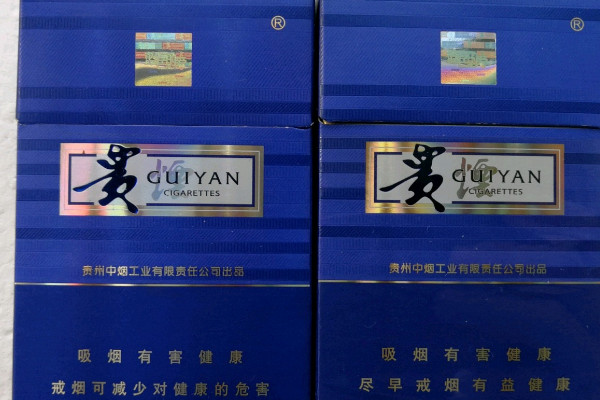 ®
贵烟
GUIYAN
CIGARETTES
贵州中烟工业有限责任公司出品
吸烟有害健康
戒烟可减少对健康的危害
®
贵烟
GUIYAN
CIGARETTES
贵州中烟工业有限责任公司出品
吸烟有害健康
尽早戒烟有益健康